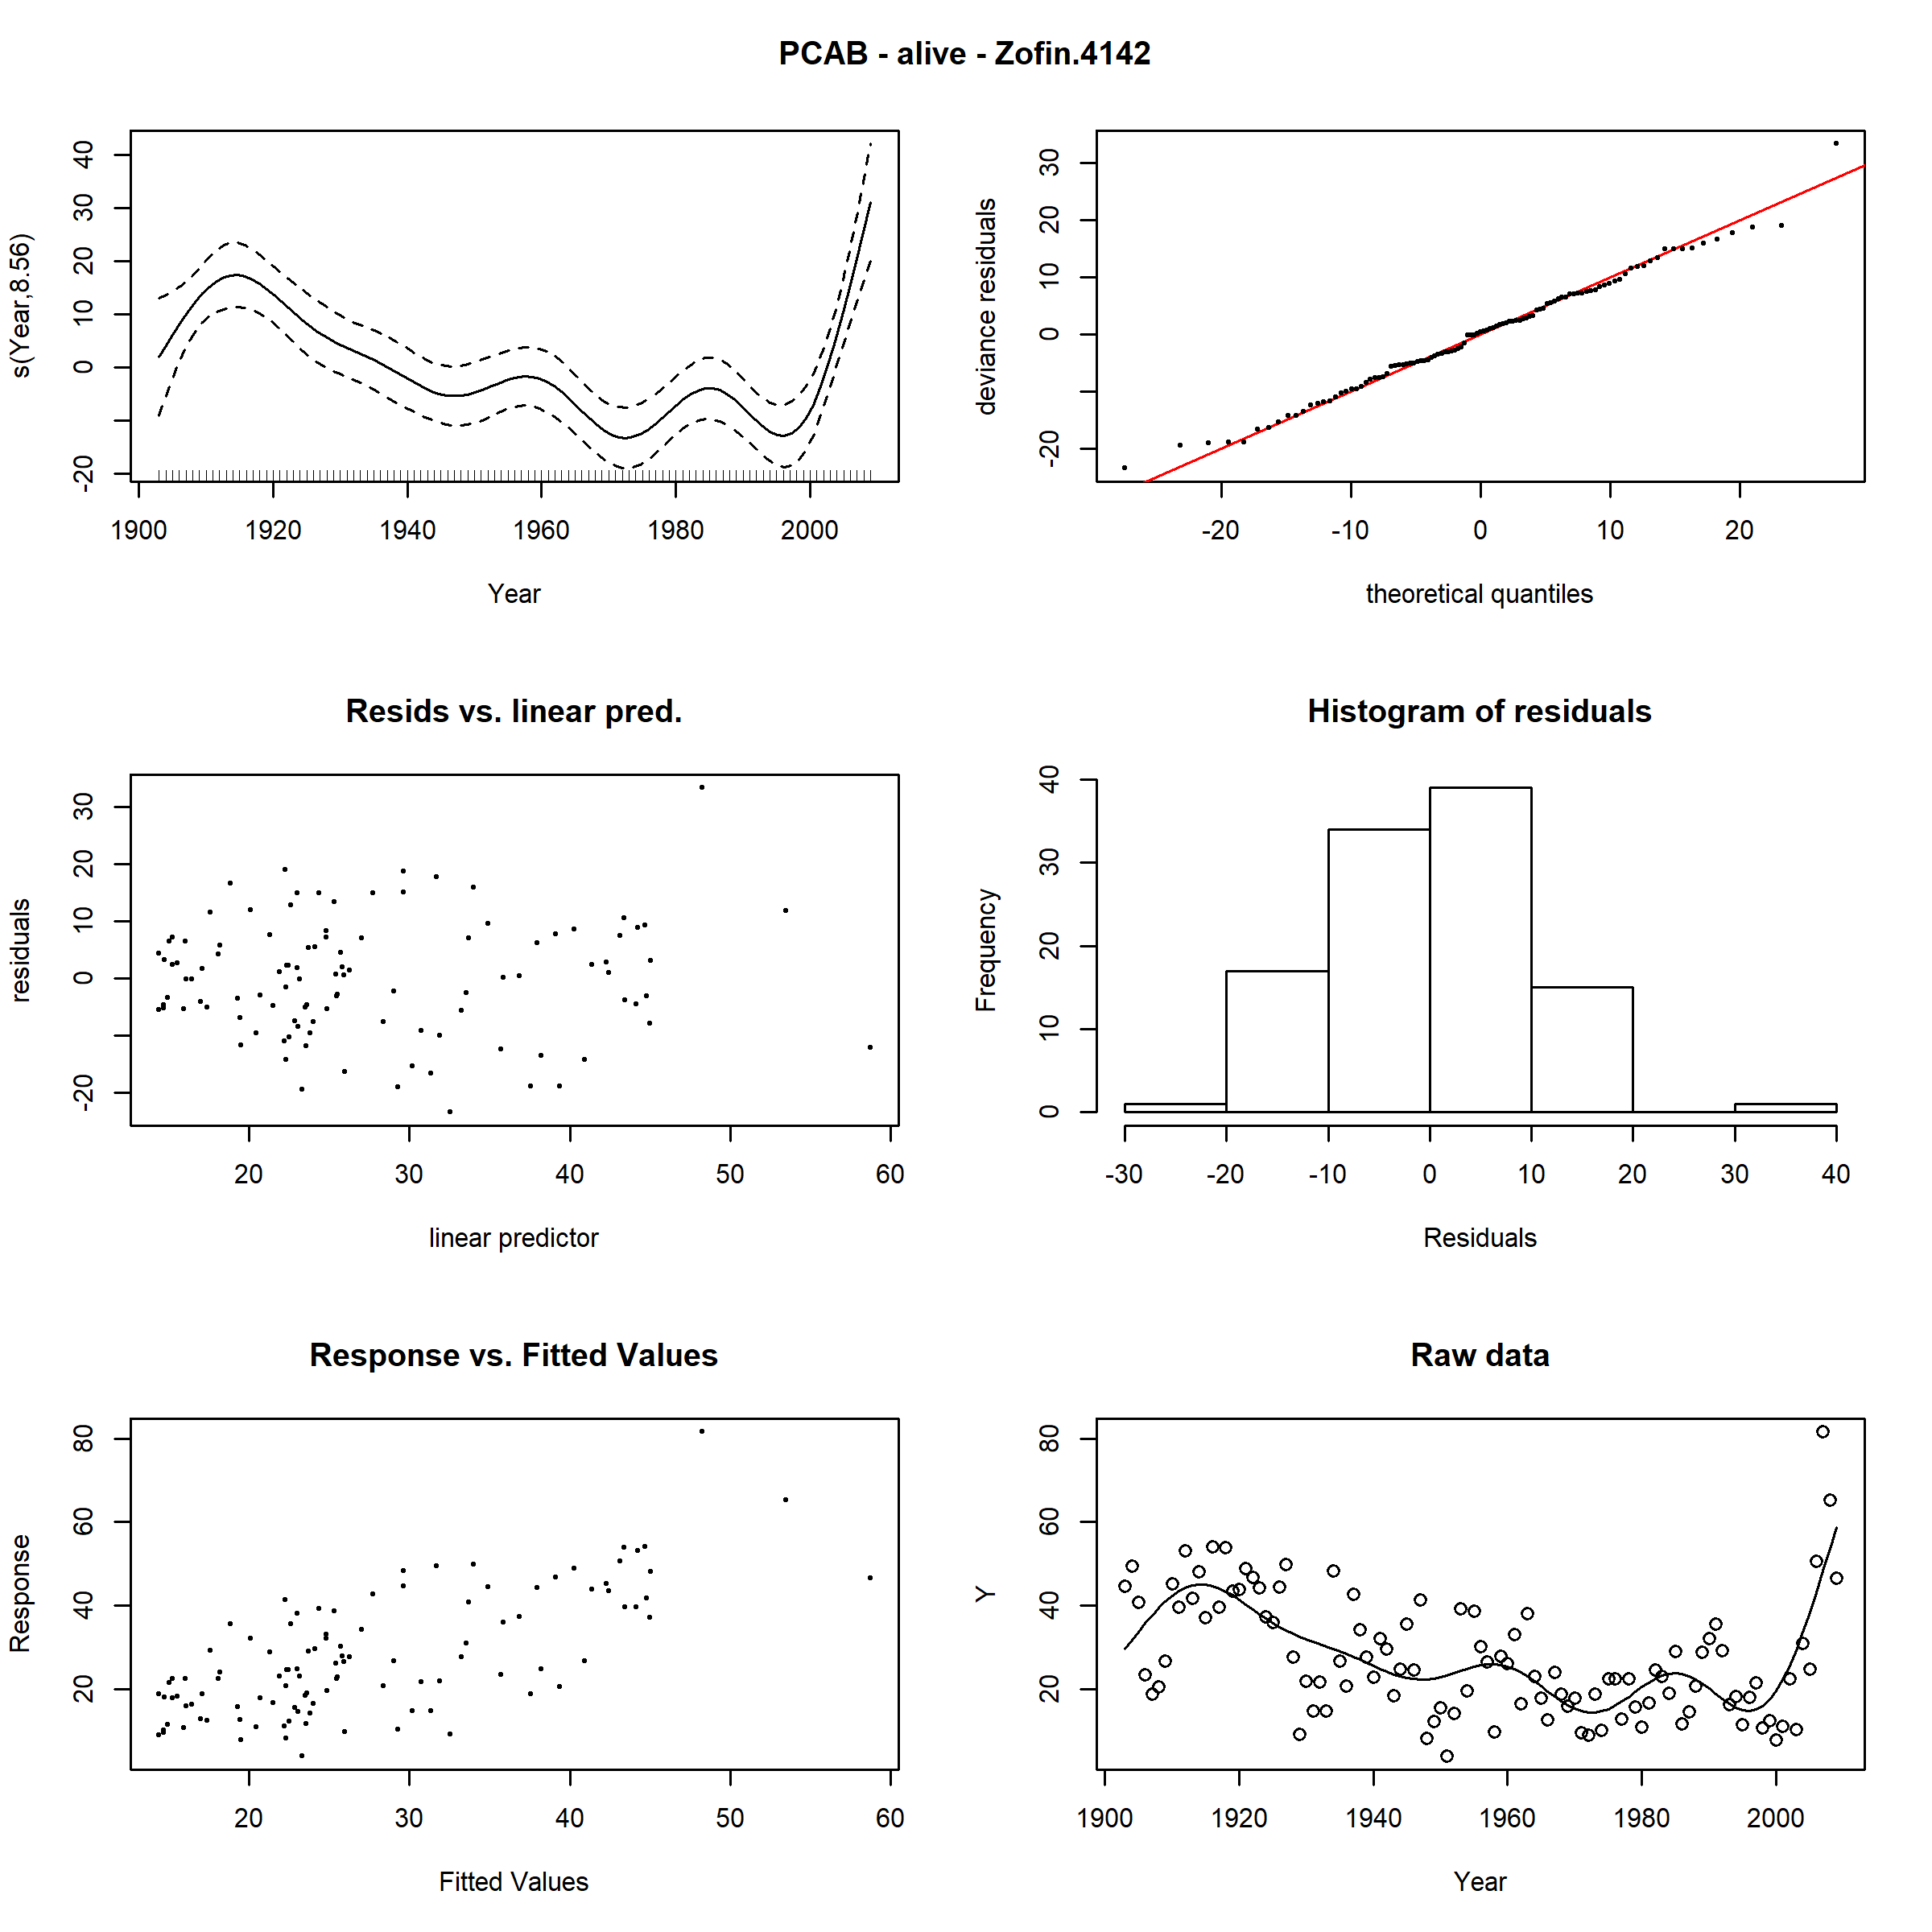 PCAB - alive - Zofin.4142
s(Year,8.56)
40
30
20
10
0
-20
1900 1920 1940 1960 1980 2000
Year
deviance residuals
30
20
10
0
-20
-20 -10 0 10 20
theoretical quantiles
Resids vs. linear pred.
residuals
30
20
10
0
-20
20 30 40 50 60
linear predictor
Histogram of residuals
Frequency
40
30
20
10
0
-30 -20 -10 0 10 20 30 40
Residuals
Response vs. Fitted Values
Response
80
60
40
20
20 30 40 50 60
Fitted Values
Raw data
Y
80
60
40
20
1900 1920 1940 1960 1980 2000
Year